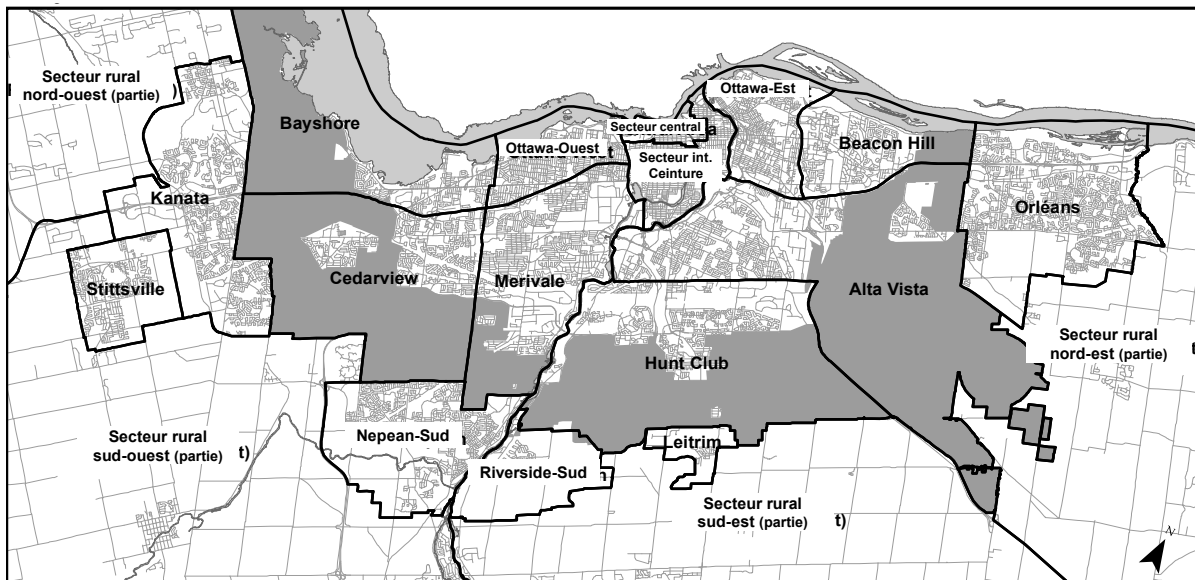 Ottawa-Est
Secteur rural
nord-ouest (partie)
Bayshore
Secteur central
Beacon Hill
Ottawa-Ouest
Secteur int.
Ceinture
Kanata
Orléans
Stittsville
Cedarview
Merivale
Alta Vista
Secteur rural
nord-est (partie)
Hunt Club
Secteur rural
sud-ouest (partie) t)
Nepean-Sud
Leitrim
Riverside-Sud
Secteur rural
sud-est (partie) t)
N